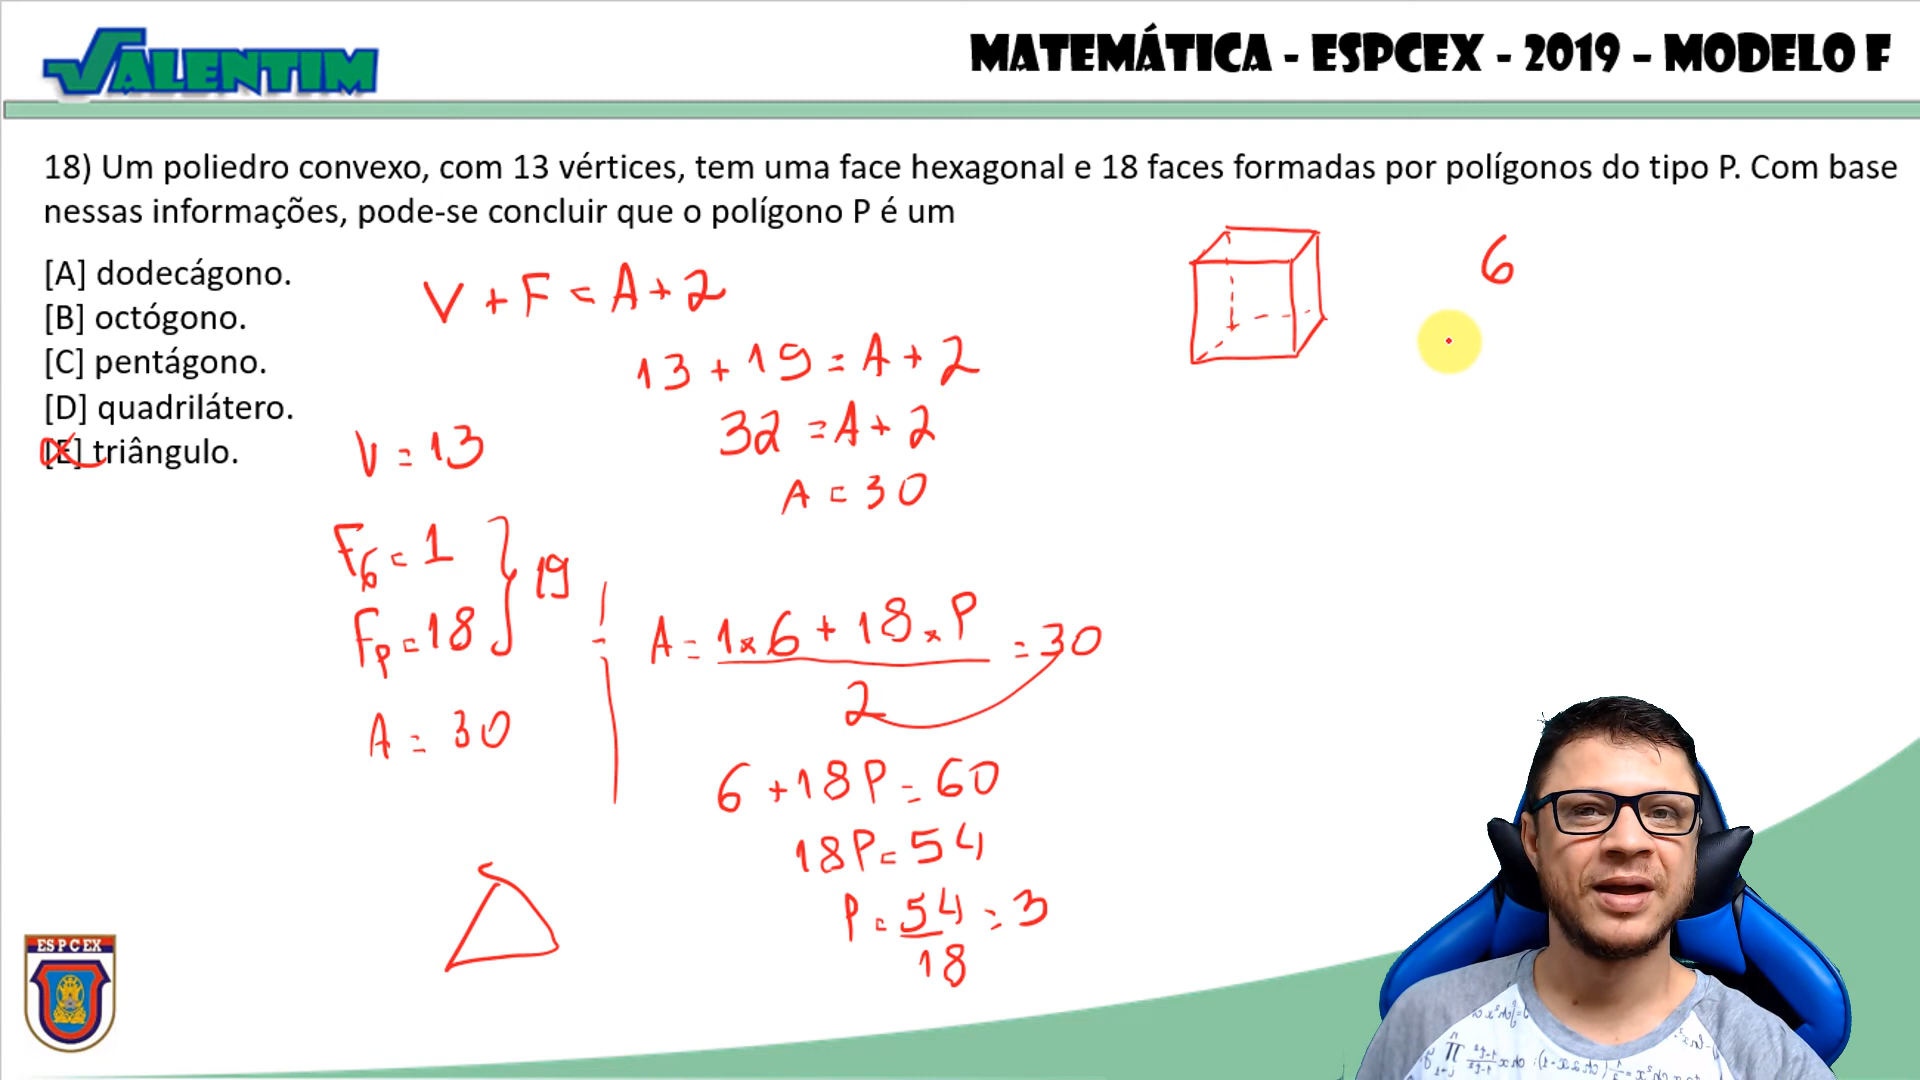 VALENTIM
MATEMÁTICA - ESPCEX - 2019 – MODELO F
18) Um poliedro convexo, com 13 vértices, tem uma face hexagonal e 18 faces formadas por polígonos do tipo P. Com base
nessas informações, pode-se concluir que o polígono P é um
[A] dodecágono.
[B] octógono.
[C] pentágono.
[D] quadrilátero.
[E] triângulo.
V + F = A + 2
6
13 + 19 = A + 2
32 = A + 2
A = 30
V = 13
F6 = 1
Fp = 18
19
A = 30
A = 1 x 6 + 18 x P = 30
2
6 + 18P = 60
18P = 54
P = 54 = 3
18
ESPCEX